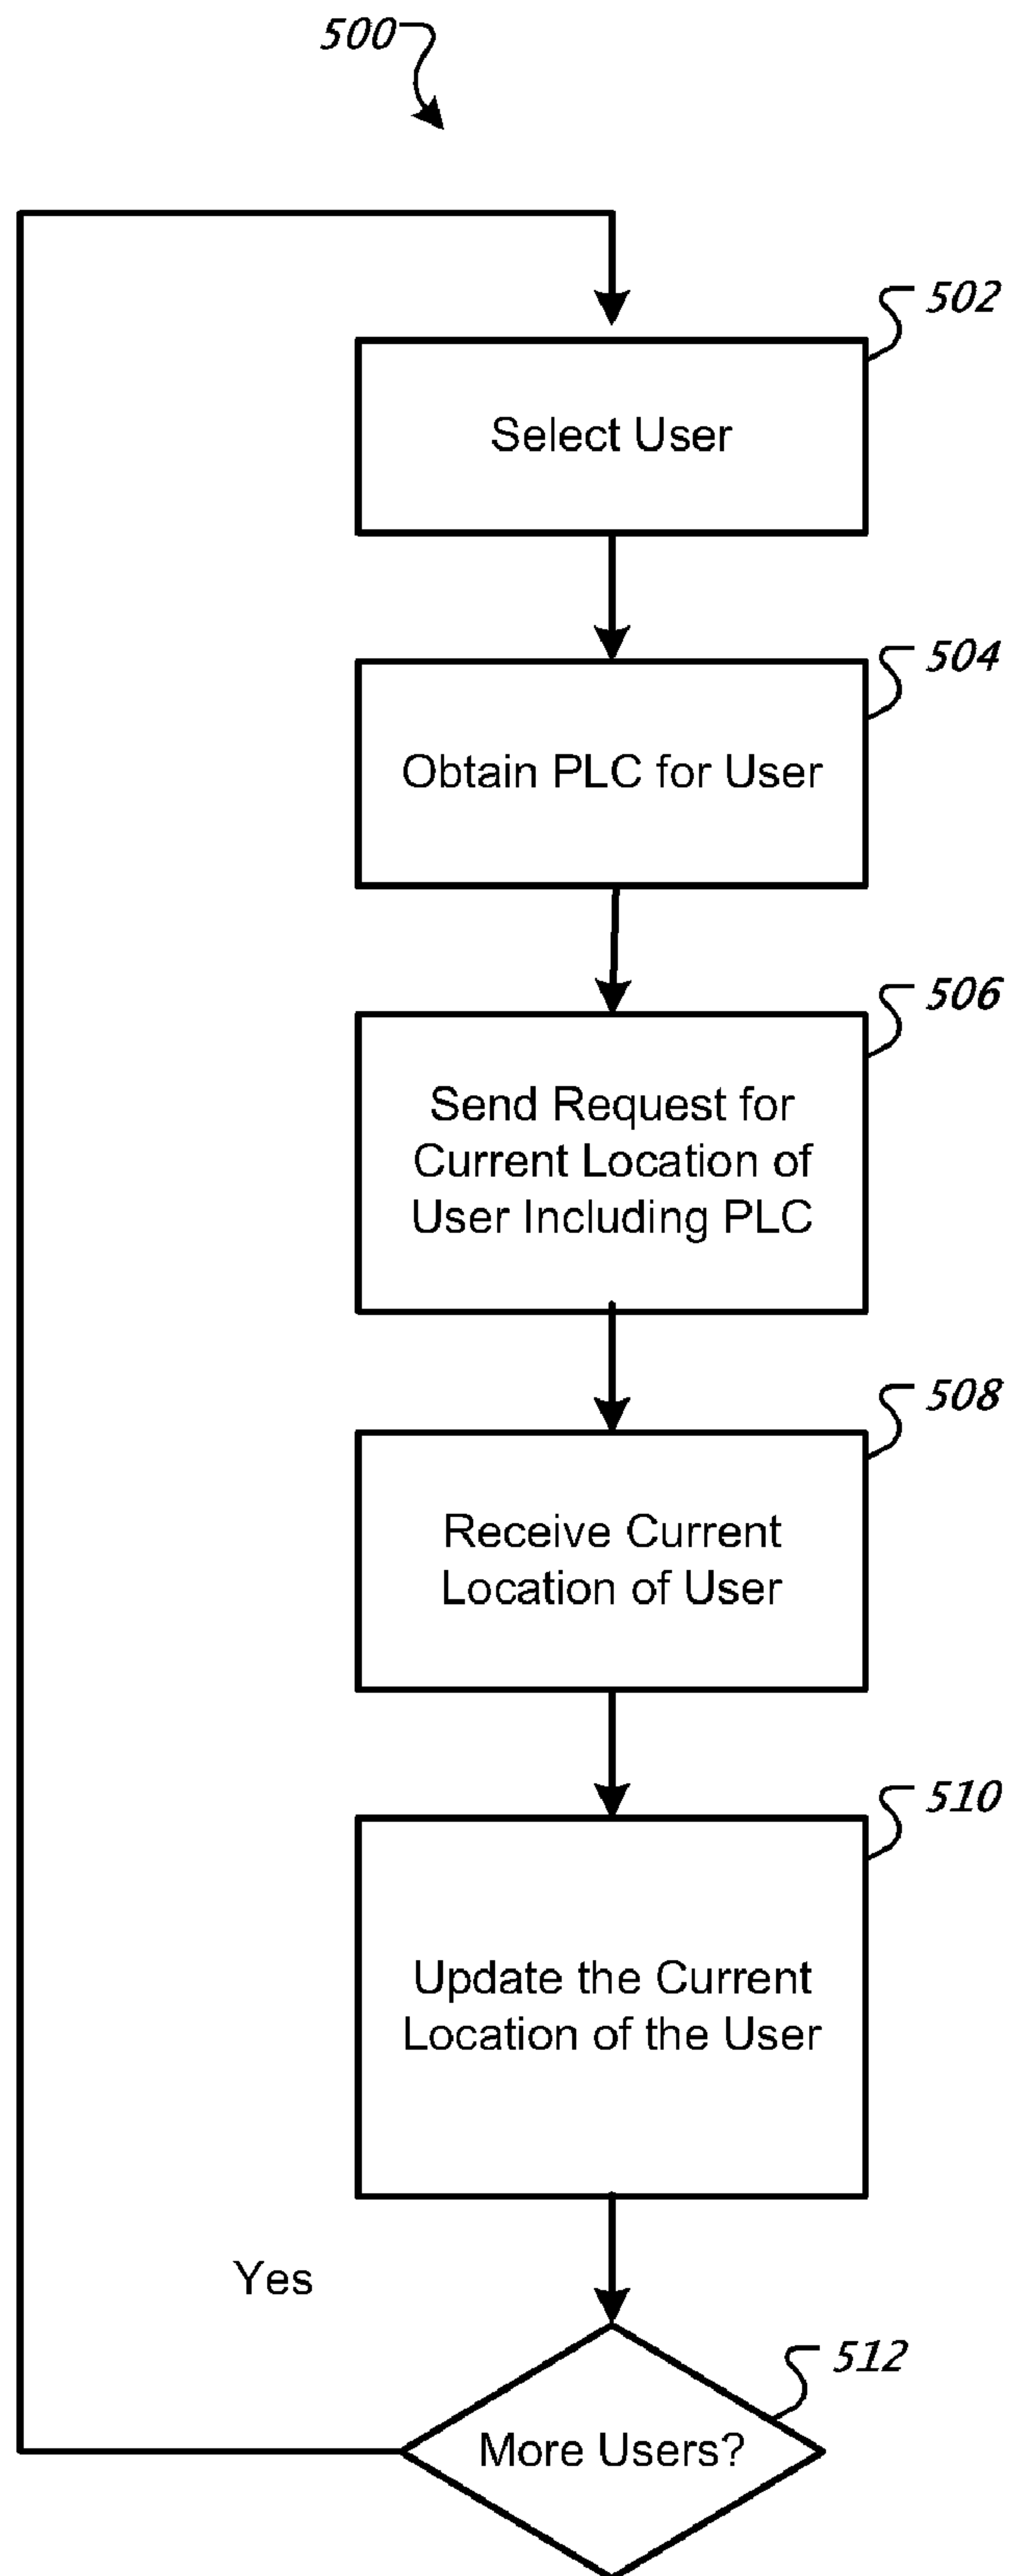 500
502
Select User
504
Obtain PLC for User
506
Send Request for
Current Location of
User Including PLC
508
Receive Current
Location of User
510
Update the Current
Location of the User
Yes
512
More Users?